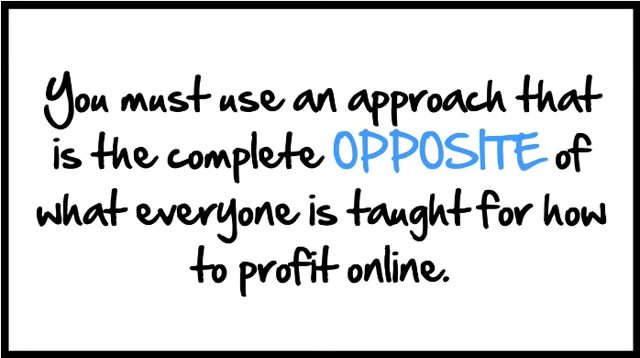 You must use an approach that
is the complete OPPOSITE of
what everyone is taught for how
to profit online.